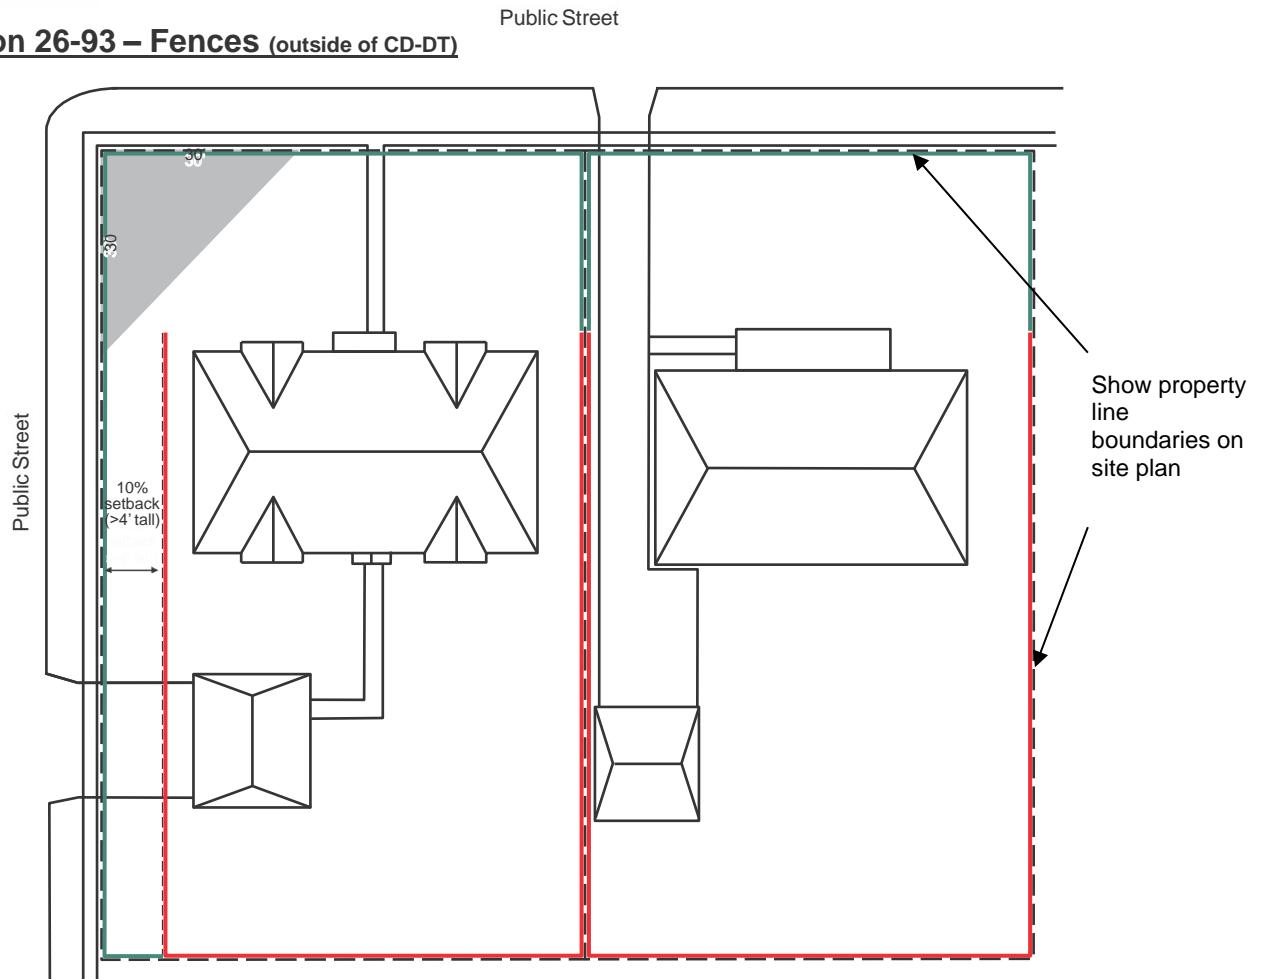 Public Street
on 26-93 – Fences (outside of CD-DT)
30'
30
Public Street
10%
setback
(>4' tall)
Show property
line
boundaries on
site plan